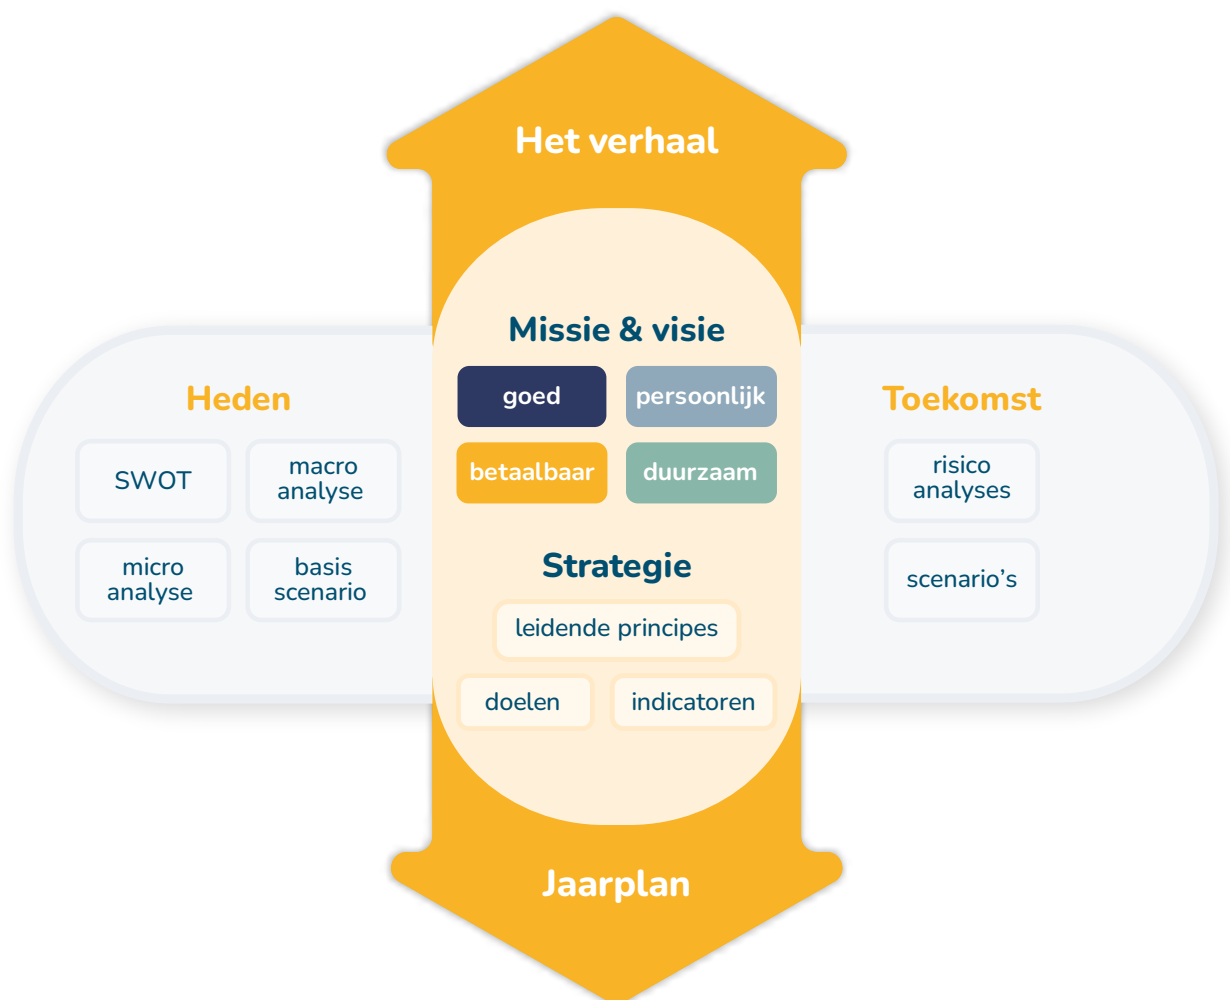 Het verhaal
Heden
SWOT
macro
analyse
micro
analyse
basis
scenario
Missie & visie
goed
persoonlijk
betaalbaar
duurzaam
Strategie
leidende principes
doelen
indicatoren
Toekomst
risico
analyses
scenario’s
Jaarplan